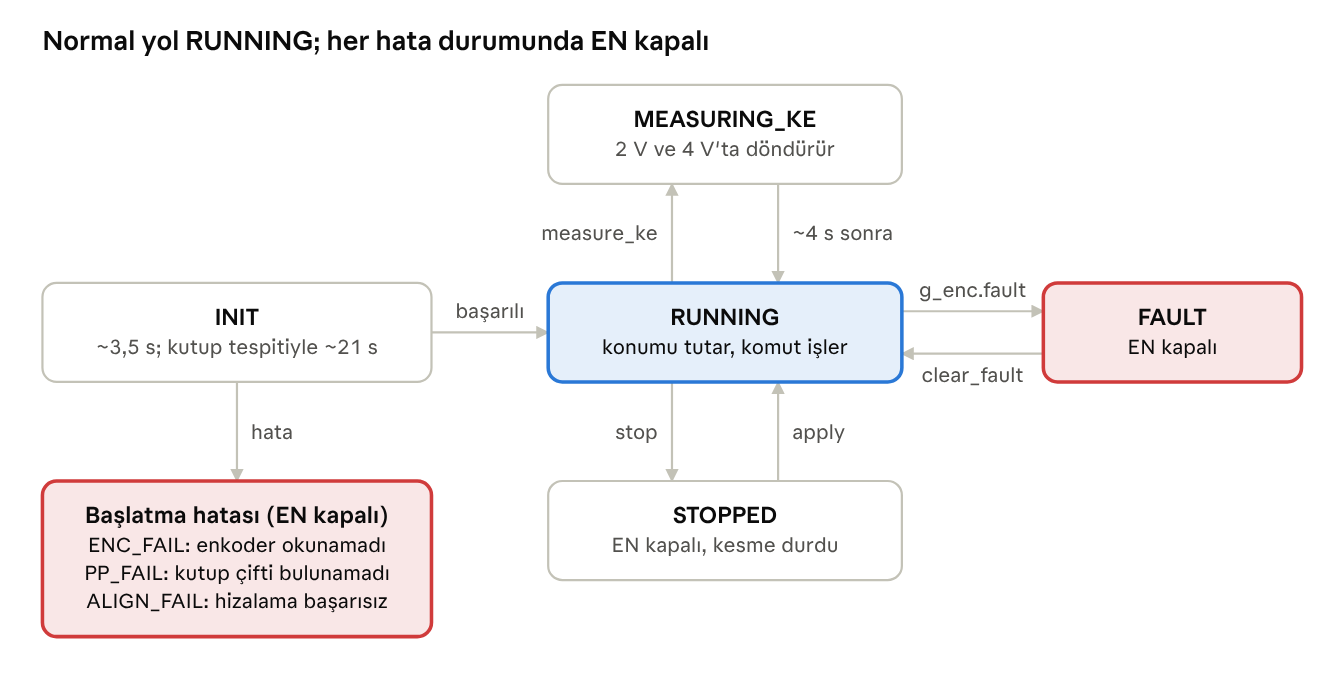 Normal yol RUNNING; her hata durumunda EN kapalı
MEASURING_KE
2 V ve 4 V'ta döndürür
measure_ke
~4 s sonra
INIT
~3,5 s; kutup tespitiyle ~21 s
başarılı
RUNNING
konumu tutar, komut işler
g_enc.fault
clear_fault
FAULT
EN kapalı
hata
stop
apply
Başlatma hatası (EN kapalı)
ENC_FAIL: enkoder okunamadı
PP_FAIL: kutup çifti bulunamadı
ALIGN_FAIL: hizalama başarısız
STOPPED
EN kapalı, kesme durdu